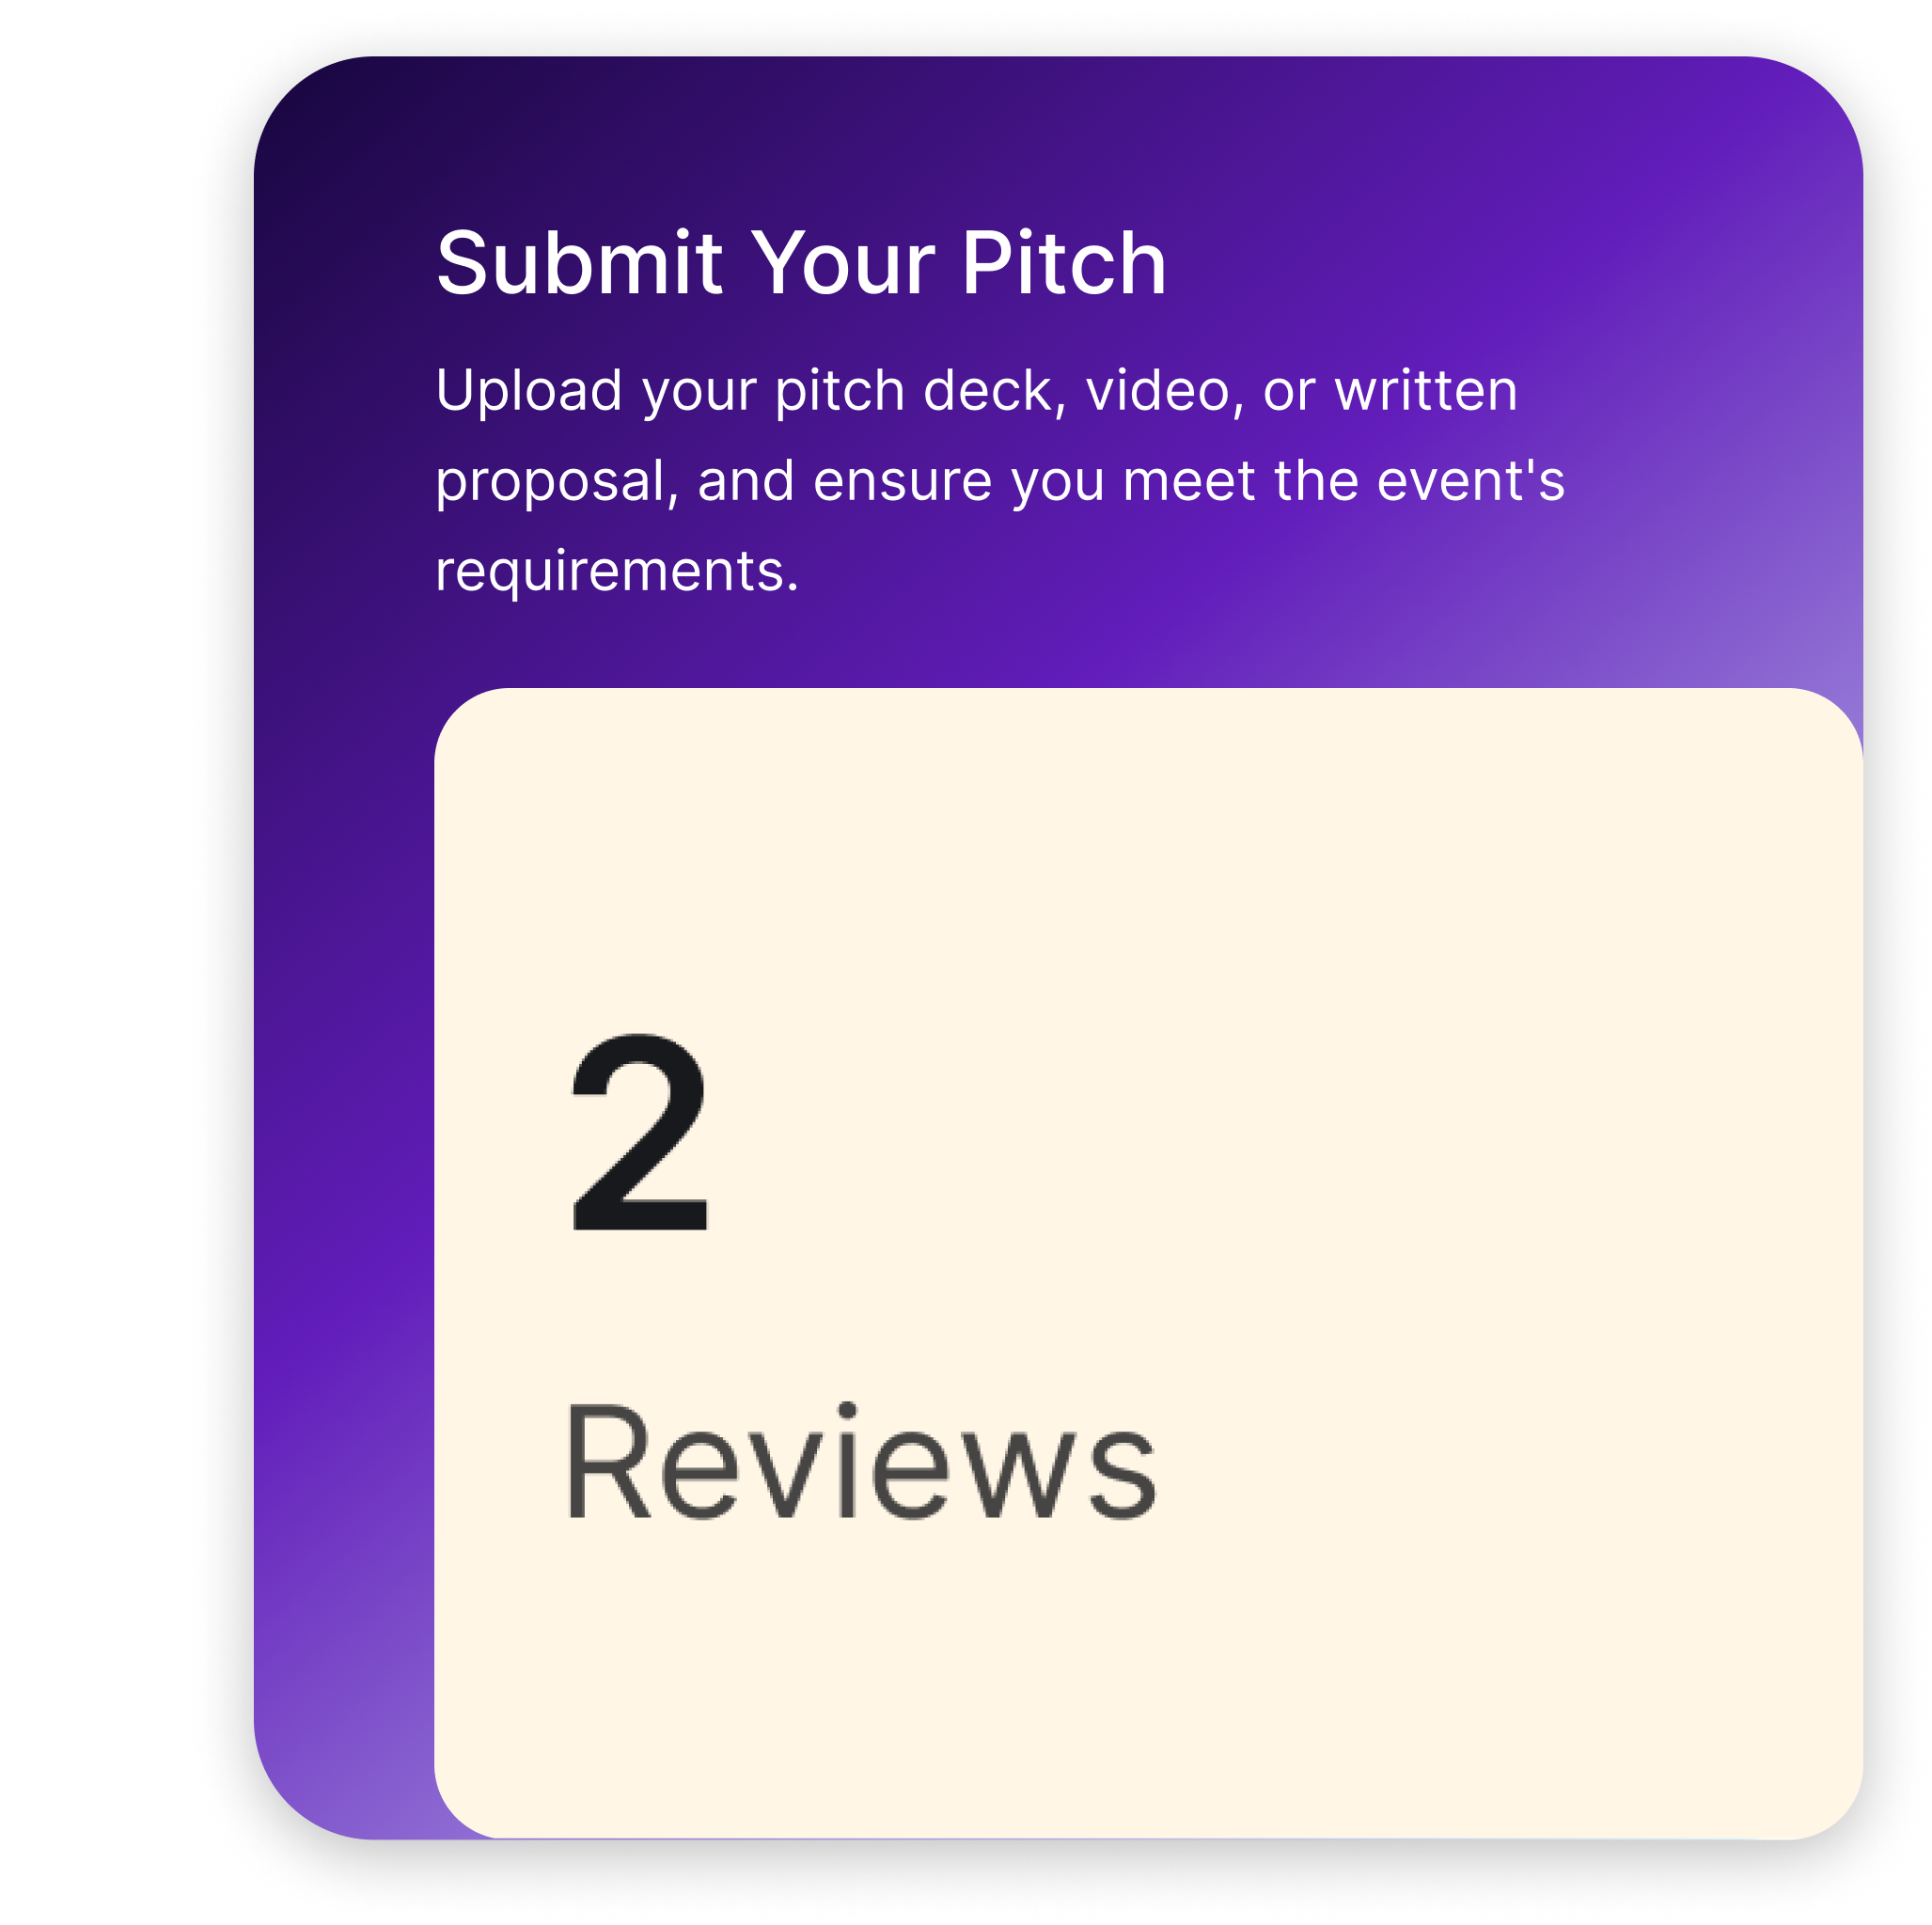 Submit Your Pitch
Upload your pitch deck, video, or written
proposal, and ensure you meet the event's
requirements.
2
Reviews